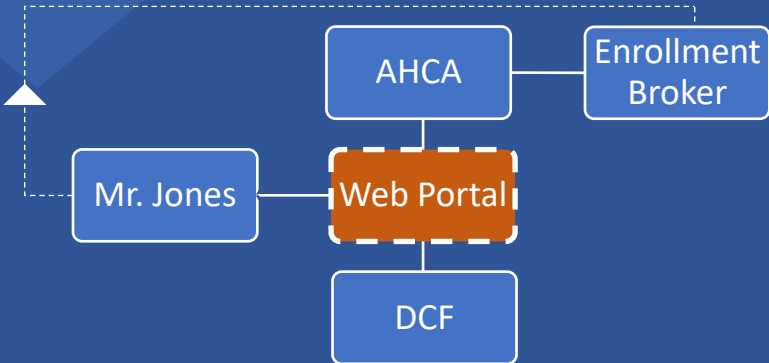 AHCA
Enrollment
Broker
Mr. Jones
Web Portal
DCF